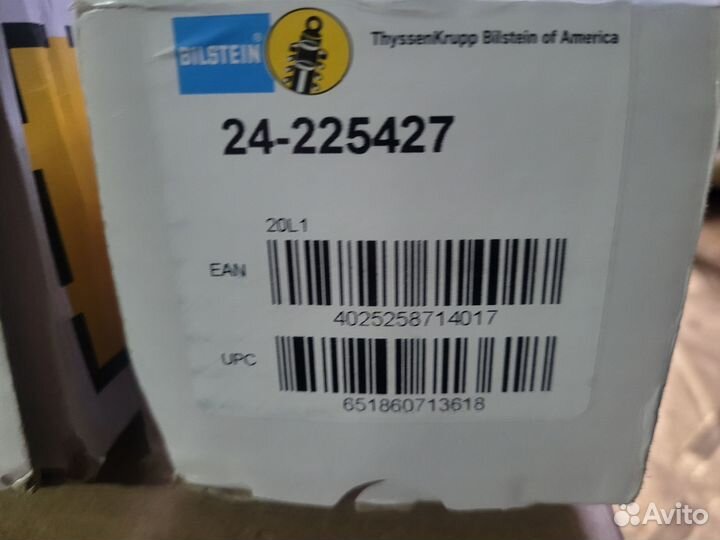 BILSTEIN®
ThyssenKrupp Bilstein of America
24-225427
20L1
EAN
4025258714017
UPC
651860713618
Avito